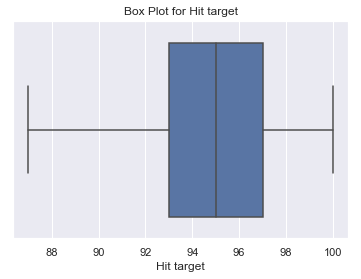 Box Plot for Hit target
88 90 92 94 96 98 100
Hit target